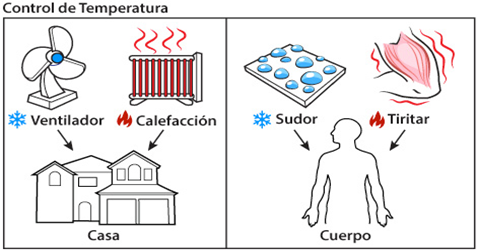 Control de Temperatura
Ventilador
Calefacción
Casa
Sudor
Tiritar
Cuerpo